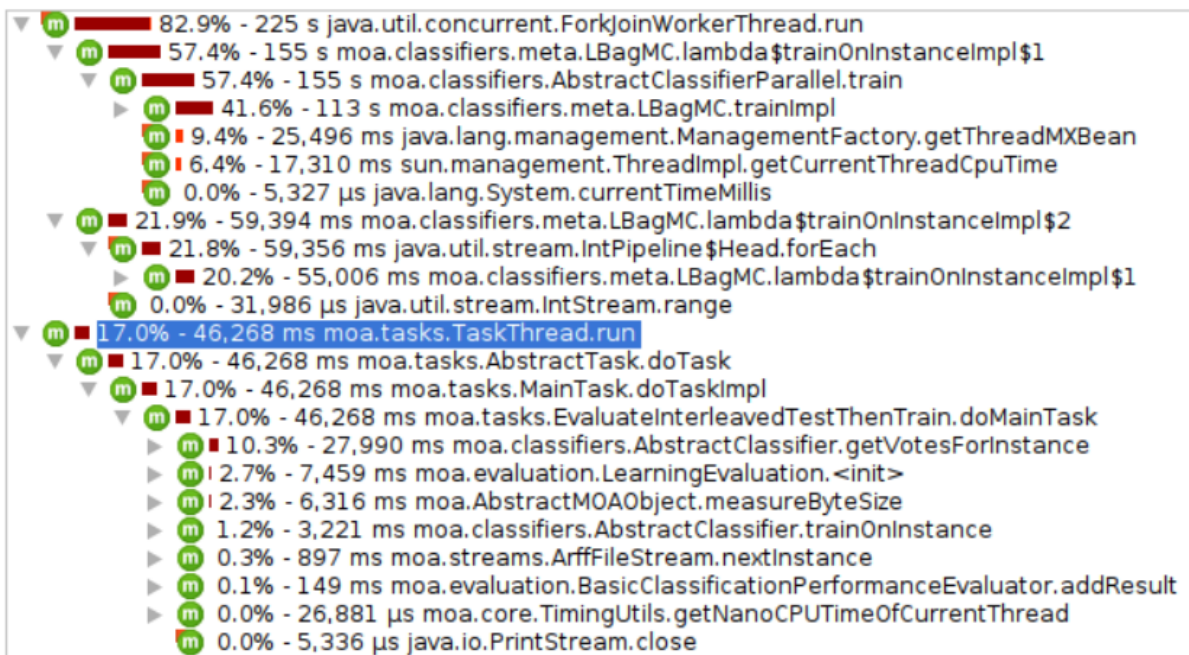 m 82.9% - 225 s java.util.concurrent.ForkJoinWorkerThread.run
m 57.4% - 155 s moa.classifiers.meta.LBagMC.lambda$trainOnInstanceImpl$1
m 57.4% - 155 s moa.classifiers.AbstractClassifierParallel.train
m 41.6% - 113 s moa.classifiers.meta.LBagMC.trainImpl
m 9.4% - 25,496 ms java.lang.management.ManagementFactory.getThreadMXBean
m 6.4% - 17,310 ms sun.management.ThreadImpl.getCurrentThreadCpuTime
m 0.0% - 5,327 µs java.lang.System.currentTimeMillis
m 21.9% - 59,394 ms moa.classifiers.meta.LBagMC.lambda$trainOnInstanceImpl$2
m 21.8% - 59,356 ms java.util.stream.IntPipeline$Head.forEach
m 20.2% - 55,006 ms moa.classifiers.meta.LBagMC.lambda$trainOnInstanceImpl$1
m 0.0% - 31,986 µs java.util.stream.IntStream.range
m 17.0% - 46,268 ms moa.tasks.TaskThread.run
m 17.0% - 46,268 ms moa.tasks.AbstractTask.doTask
m 17.0% - 46,268 ms moa.tasks.MainTask.doTaskImpl
m 17.0% - 46,268 ms moa.tasks.EvaluateInterleavedTestThenTrain.doMainTask
m 10.3% - 27,990 ms moa.classifiers.AbstractClassifier.getVotesForInstance
m 2.7% - 7,459 ms moa.evaluation.LearningEvaluation.<init>
m 2.3% - 6,316 ms moa.AbstractMOAObject.measureByteSize
m 1.2% - 3,221 ms moa.classifiers.AbstractClassifier.trainOnInstance
m 0.3% - 897 ms moa.streams.ArffFileStream.nextInstance
m 0.1% - 149 ms moa.evaluation.BasicClassificationPerformanceEvaluator.addResult
m 0.0% - 26,881 µs moa.core.TimingUtils.getNanoCPUTimeOfCurrentThread
m 0.0% - 5,336 µs java.io.PrintStream.close